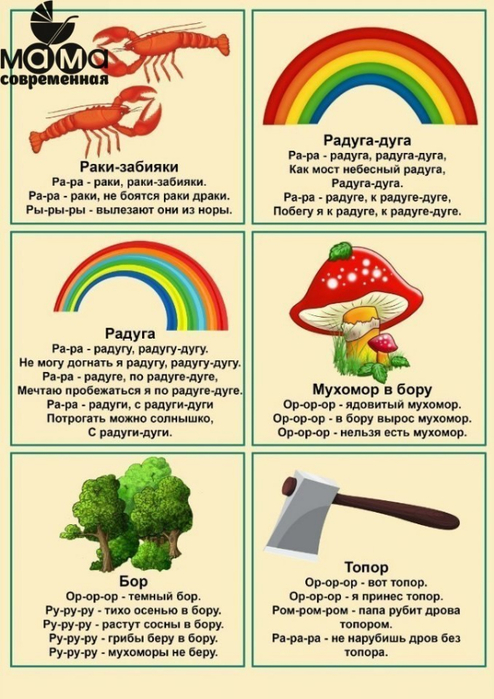 мама
современная
Раки-забияки
Ра-ра - раки, раки-забияки.
Ра-ра - раки, не боятся раки драки.
Ры-ры-ры - вылезают они из норы.
Радуга-дуга
Ра-ра - радуга, радуга-дуга,
Как мост небесный радуга,
Радуга-дуга.
Ра-ра - радуге, к радуге-дуге,
Побегу я к радуге, к радуге-дуге.
Радуга
Ра-ра - радугу, радугу-дугу.
Не могу догнать я радугу, радугу-дугу.
Ра-ра - радуге, по радуге-дуге,
Мечтаю пробежаться я по радуге-дуге.
Ра-ра - радуги, с радуги-дуги
Потрогать можно солнышко,
С радуги-дуги.
Мухомор в бору
Ор-ор-ор - ядовитый мухомор.
Ор-ор-ор - в бору вырос мухомор.
Ор-ор-ор - нельзя есть мухомор.
Бор
Ор-ор-ор - темный бор.
Ру-ру-ру - тихо осенью в бору.
Ру-ру-ру - растут сосны в бору.
Ру-ру-ру - грибы беру в бору.
Ру-ру-ру - мухоморы не беру.
Топор
Ор-ор-ор - вот топор.
Ор-ор-ор - я принес топор.
Ром-ром-ром - папа рубит дрова
топором.
Ра-ра-ра - не нарубишь дров без
топора.